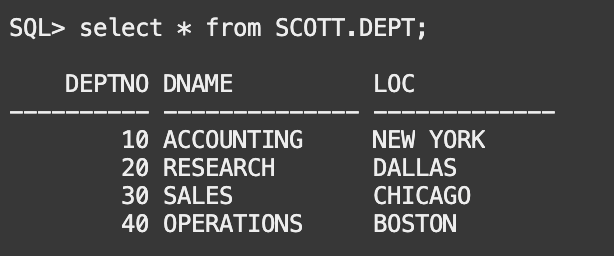 SQL> select * from SCOTT.DEPT;
DEPTNO DNAME LOC
---------- -------------- -------------
10 ACCOUNTING NEW YORK
20 RESEARCH DALLAS
30 SALES CHICAGO
40 OPERATIONS BOSTON